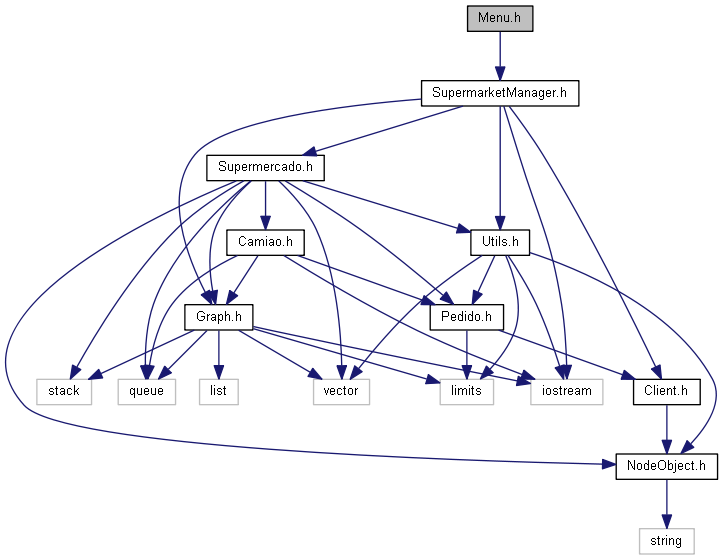 Menu.h
SupermarketManager.h
Supermercado.h
Camiao.h
Utils.h
Graph.h
Pedido.h
stack
queue
list
vector
limits
iostream
Client.h
NodeObject.h
string